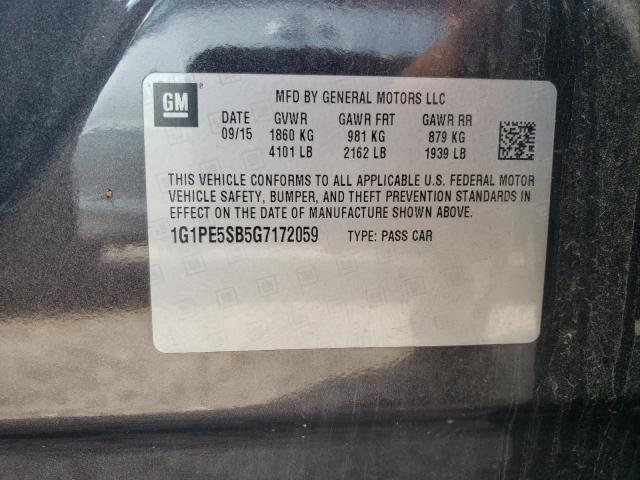 GM
MFD BY GENERAL MOTORS LLC
DATE GVWR GAWR FRT GAWR RR
09/15 1860 KG 981 KG 879 KG
4101 LB 2162 LB 1939 LB
THIS VEHICLE CONFORMS TO ALL APPLICABLE U.S. FEDERAL MOTOR
VEHICLE SAFETY, BUMPER, AND THEFT PREVENTION STANDARDS IN
EFFECT ON THE DATE OF MANUFACTURE SHOWN ABOVE.
1G1PE5SB5G7172059 TYPE: PASS CAR